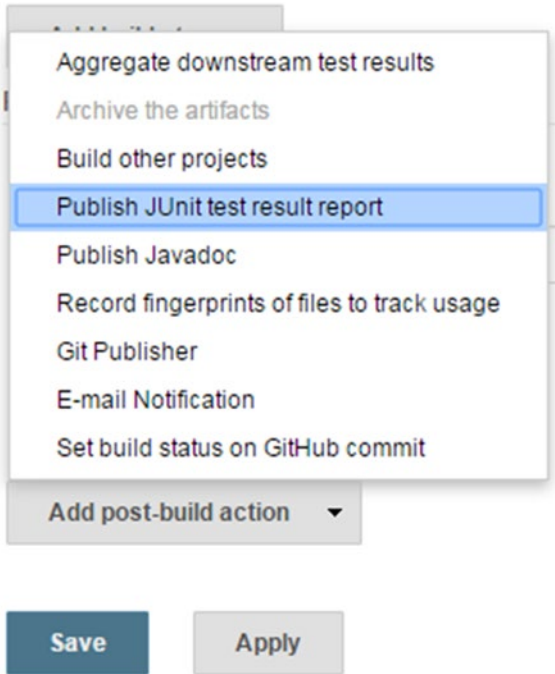 Aggregate downstream test results
Archive the artifacts
Build other projects
Publish JUnit test result report
Publish Javadoc
Record fingerprints of files to track usage
Git Publisher
E-mail Notification
Set build status on GitHub commit
Add post-build action
Save
Apply